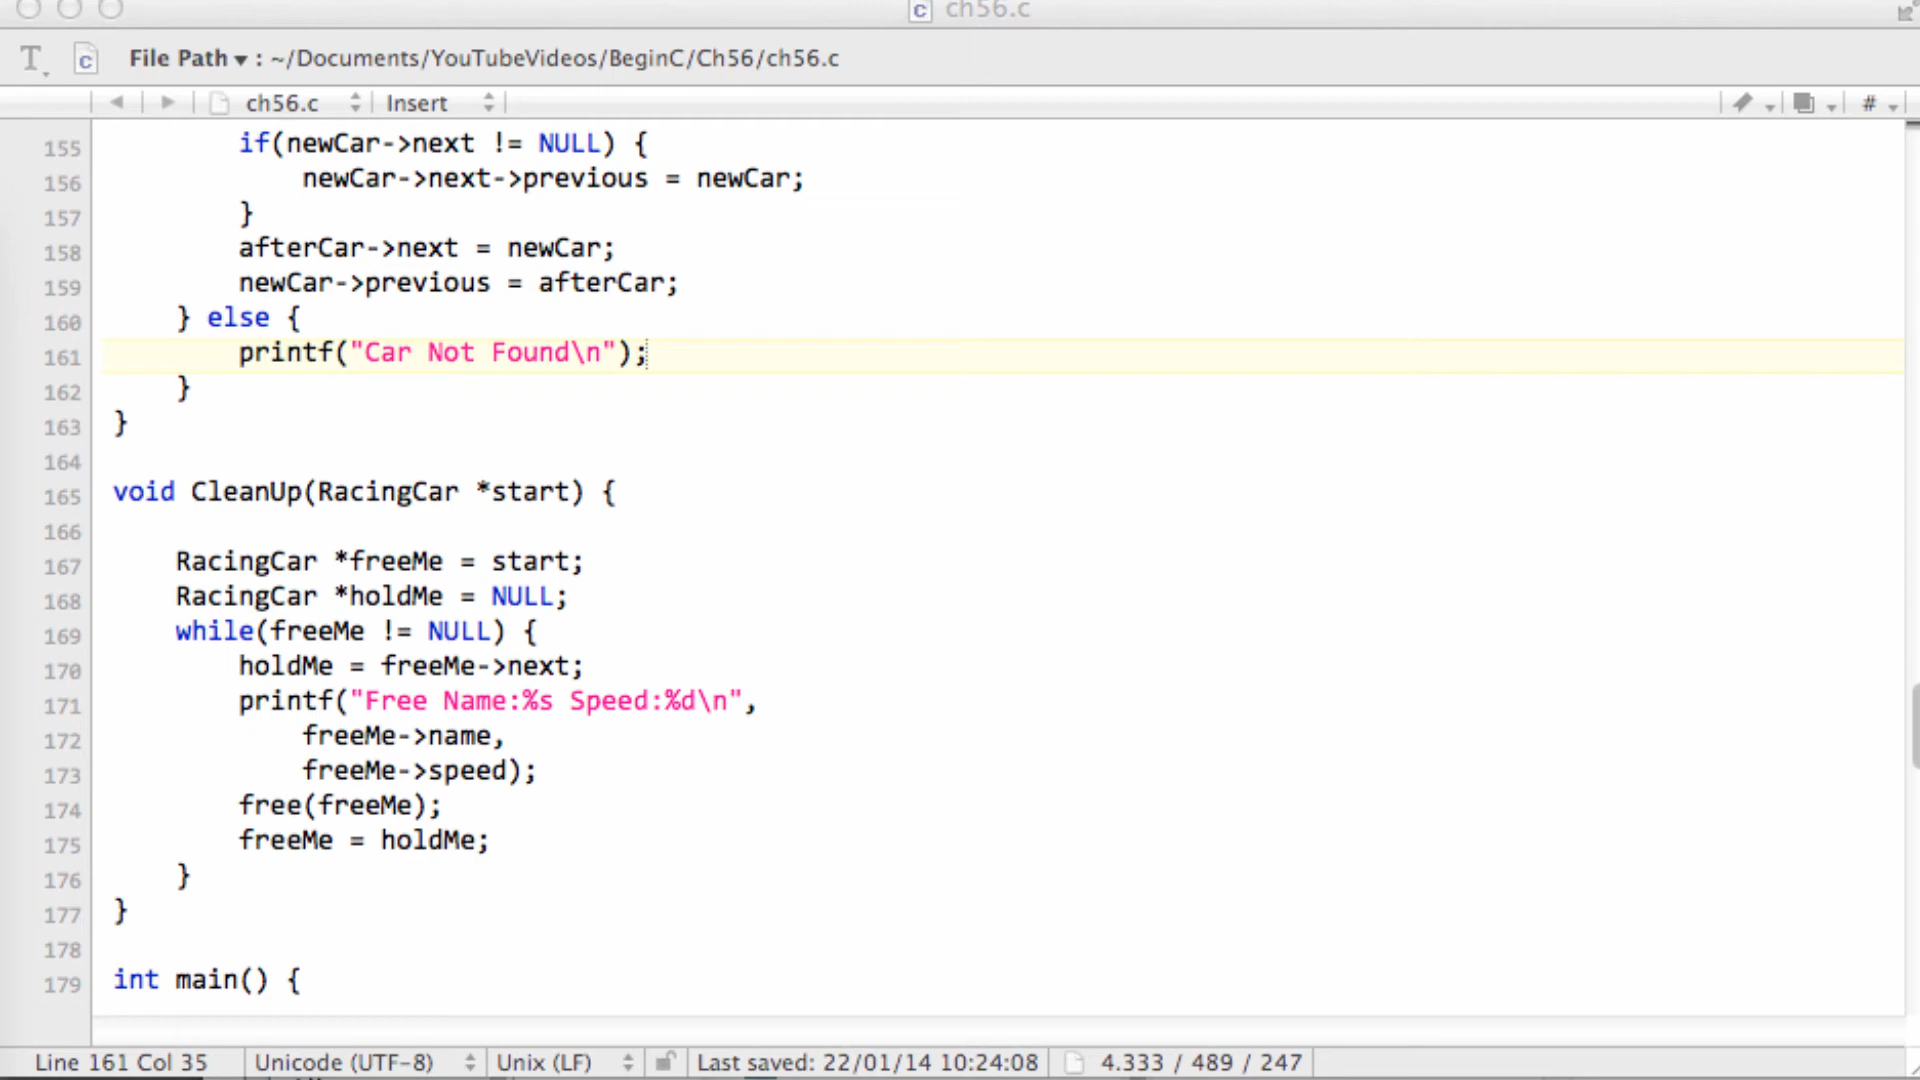 ch56.c
File Path ▾ : ~/Documents/YouTubeVideos/BeginC/Ch56/ch56.c
ch56.c Insert #
155 if(newCar->next != NULL) {
156 newCar->next->previous = newCar;
157 }
158 afterCar->next = newCar;
159 newCar->previous = afterCar;
160 } else {
161 printf("Car Not Found\n");
162 }
163 }
164
165 void CleanUp(RacingCar *start) {
166
167 RacingCar *freeMe = start;
168 RacingCar *holdMe = NULL;
169 while(freeMe != NULL) {
170 holdMe = freeMe->next;
171 printf("Free Name:%s Speed:%d\n",
172 freeMe->name,
173 freeMe->speed);
174 free(freeMe);
175 freeMe = holdMe;
176 }
177 }
178
179 int main() {
Line 161 Col 35 Unicode (UTF-8) Unix (LF) Last saved: 22/01/14 10:24:08 4.333 / 489 / 247